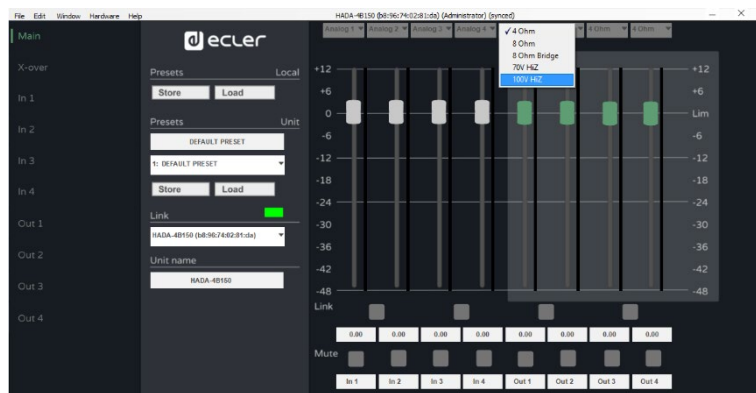 File Edit Window Hardware Help
HADA-4B150 (b8:96:74:02:81:da) (Administrator) (synced)
Main
X-over
In 1
In 2
In 3
In 4
Out 1
Out 2
Out 3
Out 4
ecler
Presets Local
Store Load
Presets Unit
DEFAULT PRESET
1: DEFAULT PRESET
Store Load
Link
HADA-4B150 (b8:96:74:02:81:da)
Unit name
HADA-4B150
Analog 1 Analog 2 Analog 3 Analog 4 4 Ohm 4 Ohm
✓ 4 Ohm
8 Ohm
8 Ohm Bridge
70V HiZ
100V HiZ
+12 +12
+6 +6
0 Lim
-6 -6
-12 -12
-18 -18
-24 -24
-30 -30
-36 -36
-42 -42
-48 -48
Link
0.00 0.00 0.00 0.00 0.00 0.00 0.00 0.00
Mute
In 1 In 2 In 3 In 4 Out 1 Out 2 Out 3 Out 4